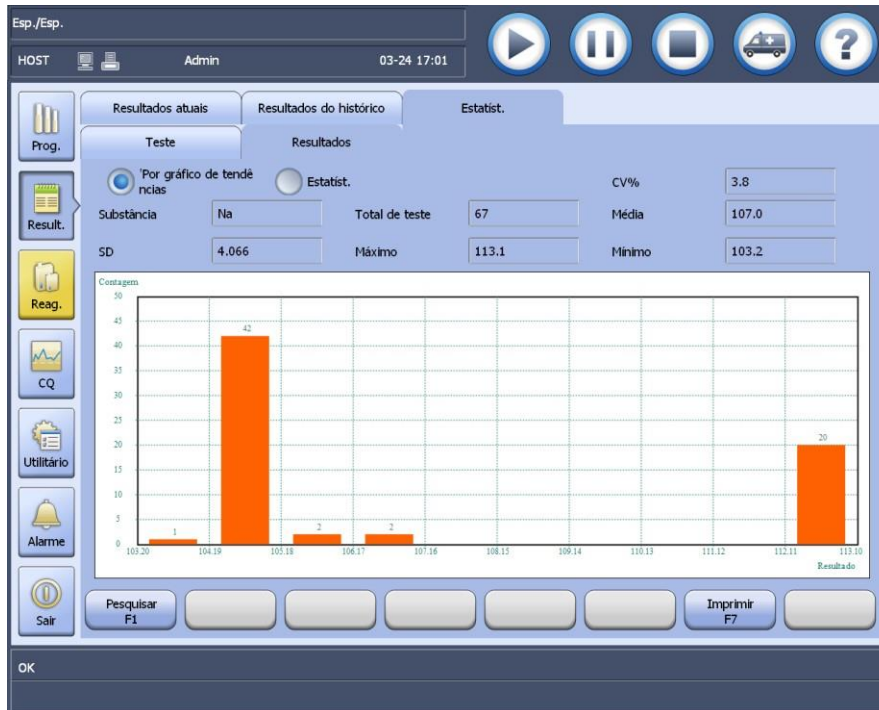 Esp./Esp.
HOST Admin 03-24 17:01
Resultados atuais Resultados do histórico Estatíst.
Teste Resultados
'Por gráfico de tendê
ncias
Estatíst. CV% 3.8
Substância Na Total de teste 67 Média 107.0
SD 4.066 Máximo 113.1 Mínimo 103.2
Prog.
Result.
Reag.
CQ
Utilitário
Alarme
Sair
Contagem
50
45
40
35
30
25
20
15
10
5
0
1 42 2 2 20
103.20 104.19 105.18 106.17 107.16 108.15 109.14 110.13 111.12 112.11 113.10
Resultado
Pesquisar
F1
Imprimir
F7
OK